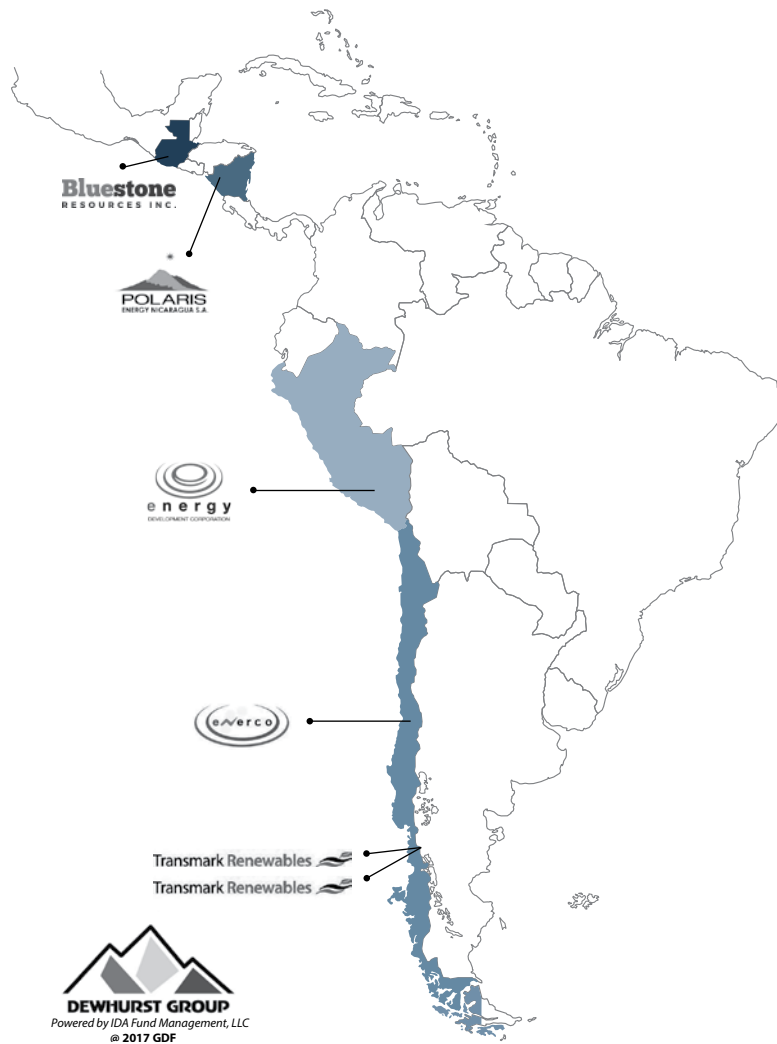 Bluestone
RESOURCES INC.
POLARIS
ENERGY NICARAGUA S.A.
energy
DEVELOPMENT CORPORATION
enerco
Transmark Renewables
Transmark Renewables
DEWHURST GROUP
Powered by IDA Fund Management, LLC
@ 2017 GDF